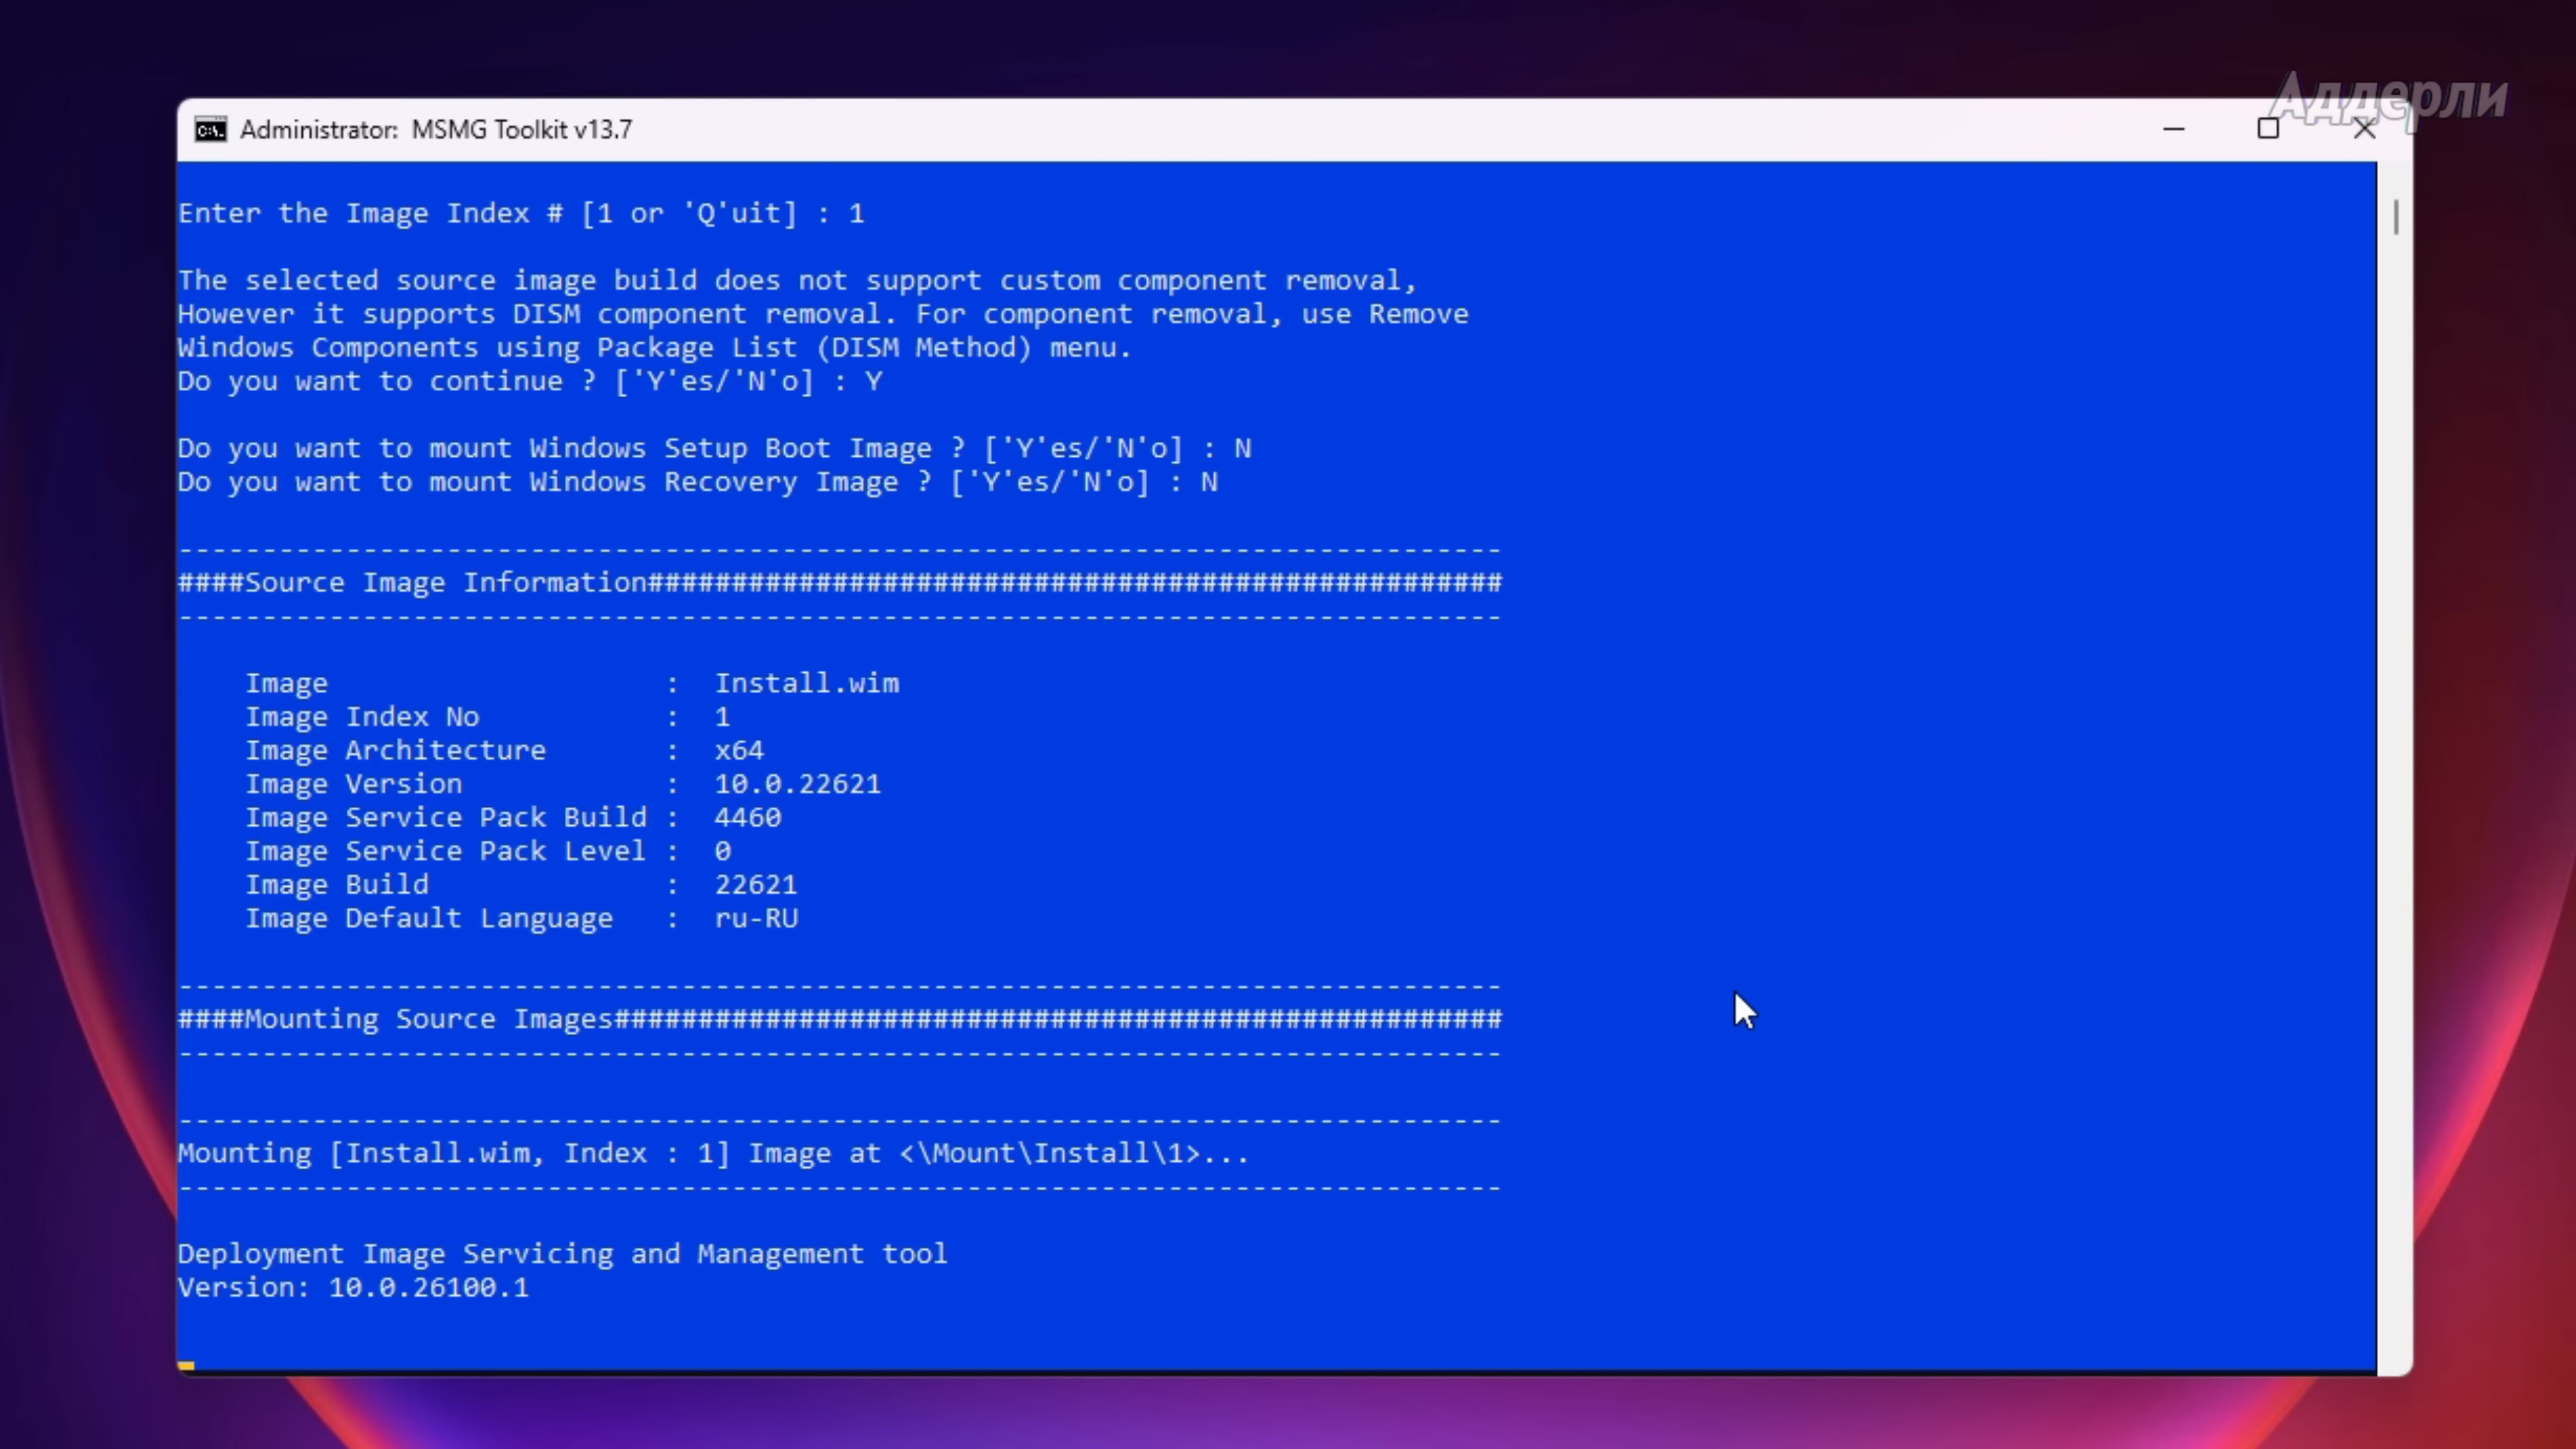 Аддерли
Administrator: MSMG Toolkit v13.7
Enter the Image Index # [1 or 'Q'uit] : 1
The selected source image build does not support custom component removal,
However it supports DISM component removal. For component removal, use Remove
Windows Components using Package List (DISM Method) menu.
Do you want to continue ? ['Y'es/'N'o] : Y
Do you want to mount Windows Setup Boot Image ? ['Y'es/'N'o] : N
Do you want to mount Windows Recovery Image ? ['Y'es/'N'o] : N
-------------------------------------------------------------------------------
####Source Image Information###################################################
-------------------------------------------------------------------------------
Image : Install.wim
Image Index No : 1
Image Architecture : x64
Image Version : 10.0.22621
Image Service Pack Build : 4460
Image Service Pack Level : 0
Image Build : 22621
Image Default Language : ru-RU
-------------------------------------------------------------------------------
####Mounting Source Images#####################################################
-------------------------------------------------------------------------------
-------------------------------------------------------------------------------
Mounting [Install.wim, Index : 1] Image at <\Mount\Install\1>...
-------------------------------------------------------------------------------
Deployment Image Servicing and Management tool
Version: 10.0.26100.1